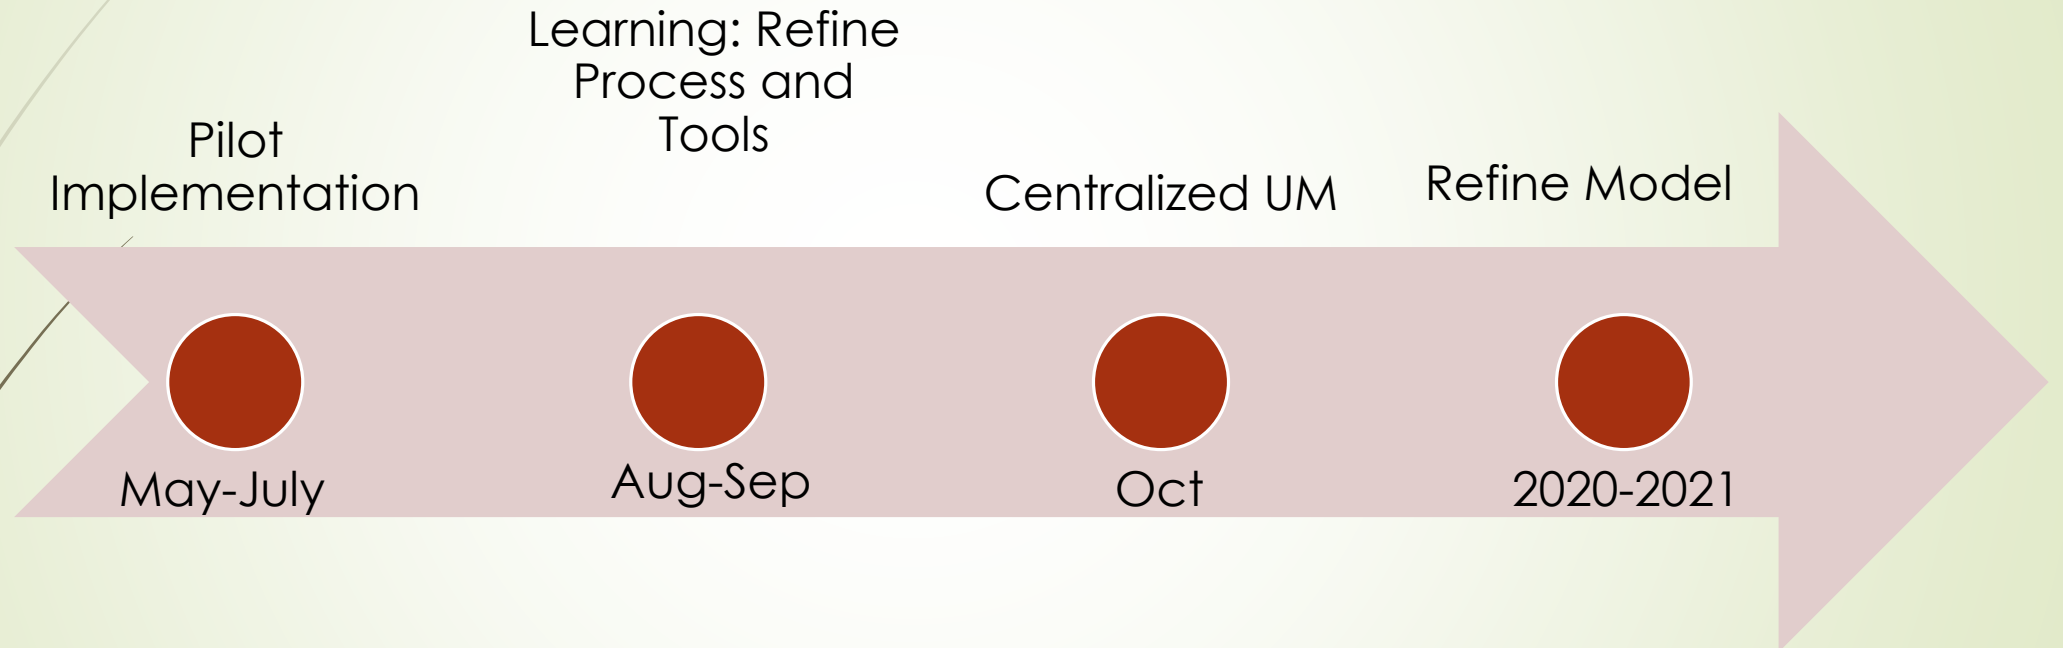 Pilot
Implementation
Learning: Refine
Process and
Tools
Centralized UM
Refine Model
May-July
Aug-Sep
Oct
2020-2021